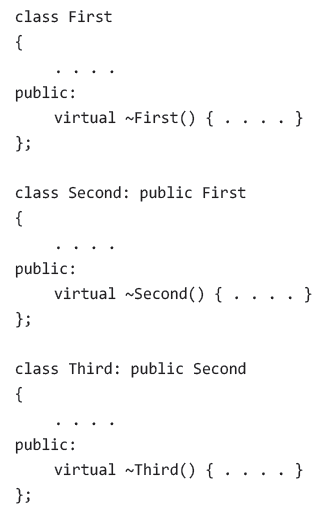 class First
{
. . . .
public:
virtual ~First() { . . . . }
};
class Second: public First
{
. . . .
public:
virtual ~Second() { . . . . }
};
class Third: public Second
{
. . . .
public:
virtual ~Third() { . . . . }
};